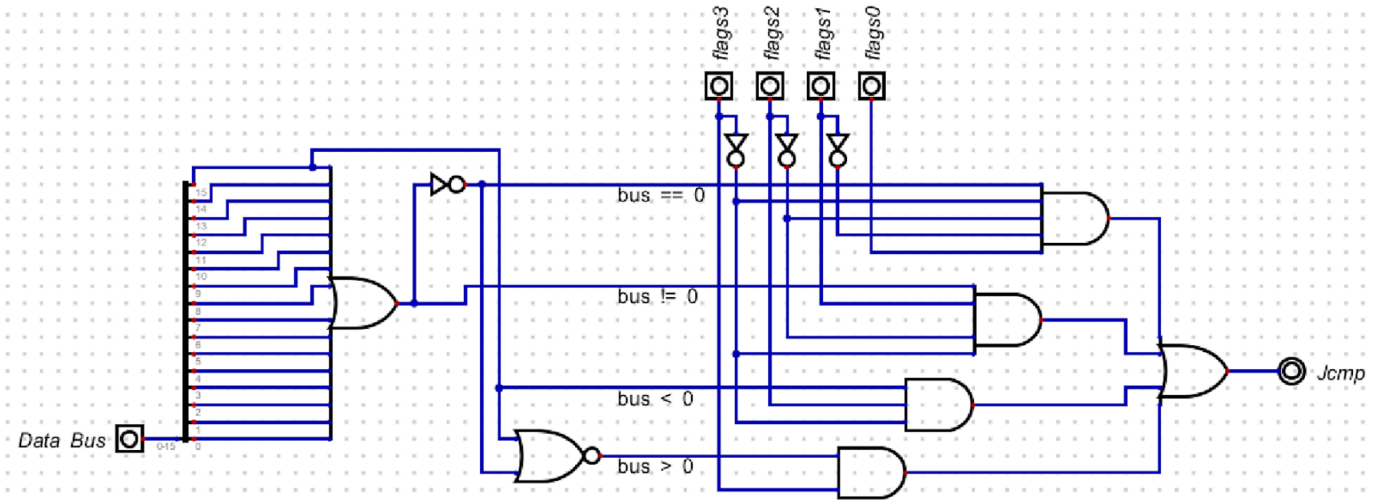 flags3
flags2
flags1
flags0
15
14
13
12
11
10
9
8
7
6
5
4
3
2
1
0
bus == 0
bus != 0
bus < 0
bus > 0
Jcmp
Data Bus
0-15